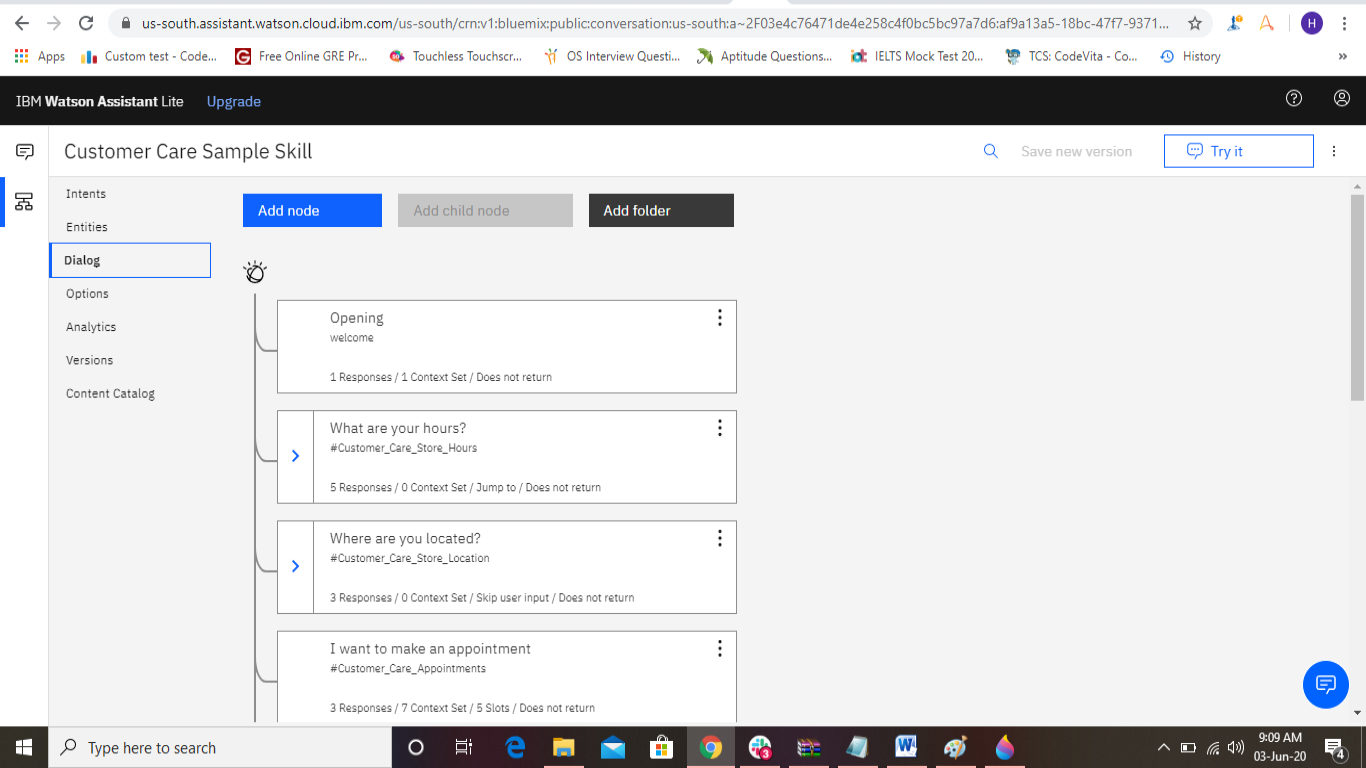 us-south.assistant.watson.cloud.ibm.com/us-south/crn:v1:bluemix:public:conversation:us-south:a~2F03e4c76471de4e258c4f0bc5bc97a7d6:af9a13a5-18bc-47f7-9371...
H
Apps Custom test - Code... Free Online GRE Pr... Touchless Touchscr... OS Interview Questi... Aptitude Questions... IELTS Mock Test 20... TCS: CodeVita - Co... History »
IBM Watson Assistant Lite Upgrade
Customer Care Sample Skill Save new version Try it
Intents
Entities
Dialog
Options
Analytics
Versions
Content Catalog
Add node Add child node Add folder
Opening
welcome
1 Responses / 1 Context Set / Does not return
What are your hours?
#Customer_Care_Store_Hours
5 Responses / 0 Context Set / Jump to / Does not return
Where are you located?
#Customer_Care_Store_Location
3 Responses / 0 Context Set / Skip user input / Does not return
I want to make an appointment
#Customer_Care_Appointments
3 Responses / 7 Context Set / 5 Slots / Does not return
Type here to search
3
9:09 AM
03-Jun-20
4